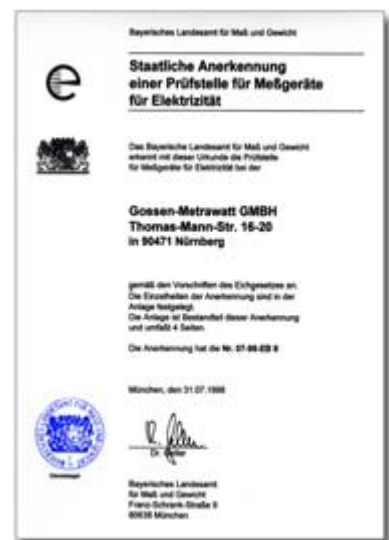 Bayerisches Landesamt für Maß und Gewicht
Staatliche Anerkennung
einer Prüfstelle für Meßgeräte
für Elektrizität
Das Bayerische Landesamt für Maß und Gewicht
erkennt mit dieser Urkunde die Prüfstelle
für Meßgeräte für Elektrizität bei der
Gossen-Metrawatt GMBH
Thomas-Mann-Str. 16-20
in 90471 Nürnberg
gemäß den Vorschriften des Eichgesetzes an.
Die Einzelheiten der Anerkennung sind in der
Anlage festgelegt.
Die Anlage ist Bestandteil dieser Anerkennung
und umfaßt 4 Seiten.
Die Anerkennung hat die Nr.
München, den 31.07.1998
Dr.
Bayerisches Landesamt
für Maß und Gewicht
Franz-Schrank-Straße 9
80638 München